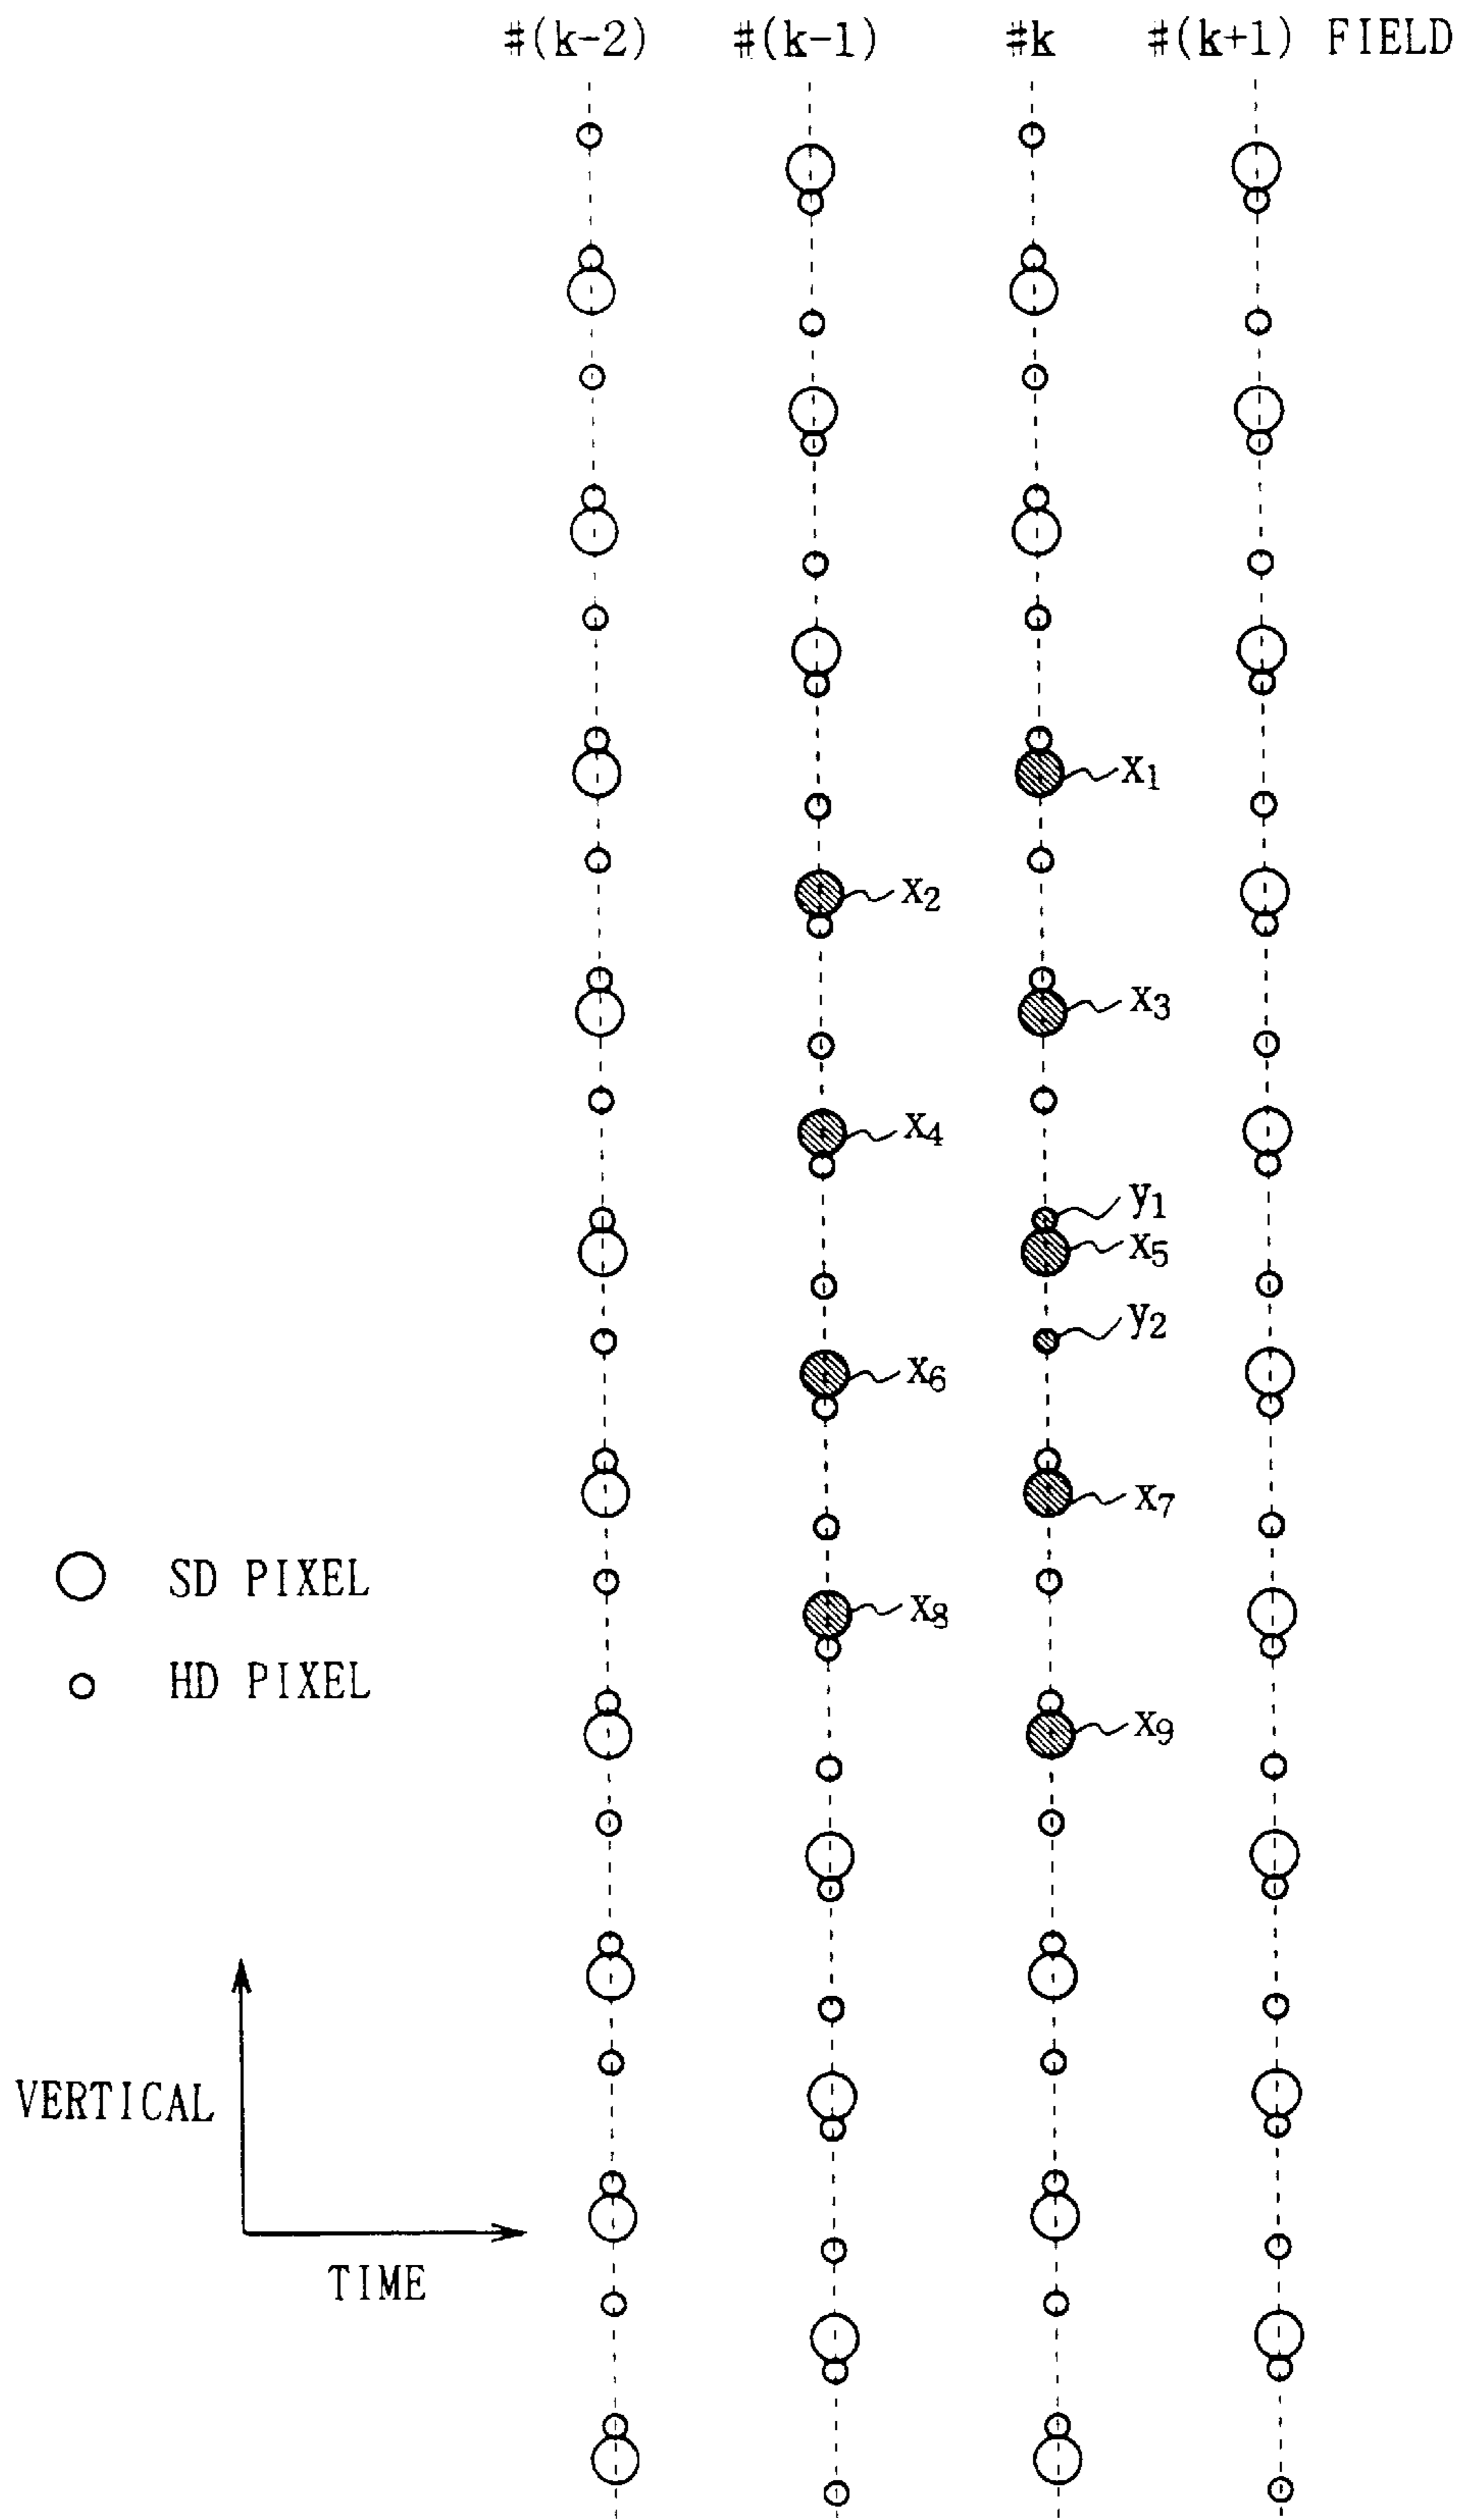 #(k-2) #(k-1) #k #(k+1) FIELD
x1
x2
x3
x4
y1
x5
y2
x6
x7
SD PIXEL
x8
HD PIXEL
x9
VERTICAL
TIME